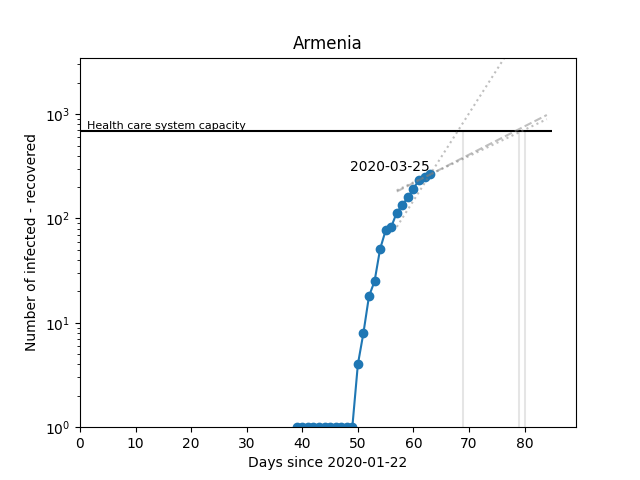 Armenia
Number of infected - recovered
10³
10²
10¹
10⁰
Health care system capacity
2020-03-25
0 10 20 30 40 50 60 70 80
Days since 2020-01-22